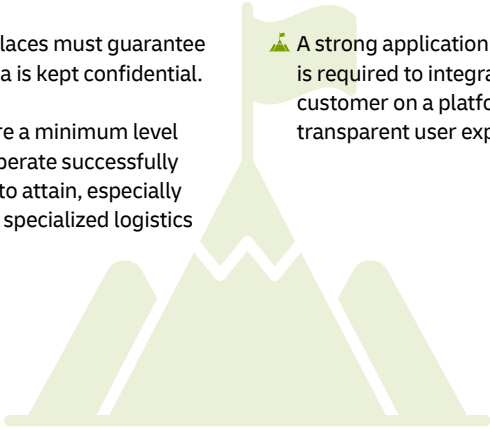 laces must guarantee
a is kept confidential.
re a minimum level
perate successfully
to attain, especially
specialized logistics
A strong application
is required to integra
customer on a platfo
transparent user exp